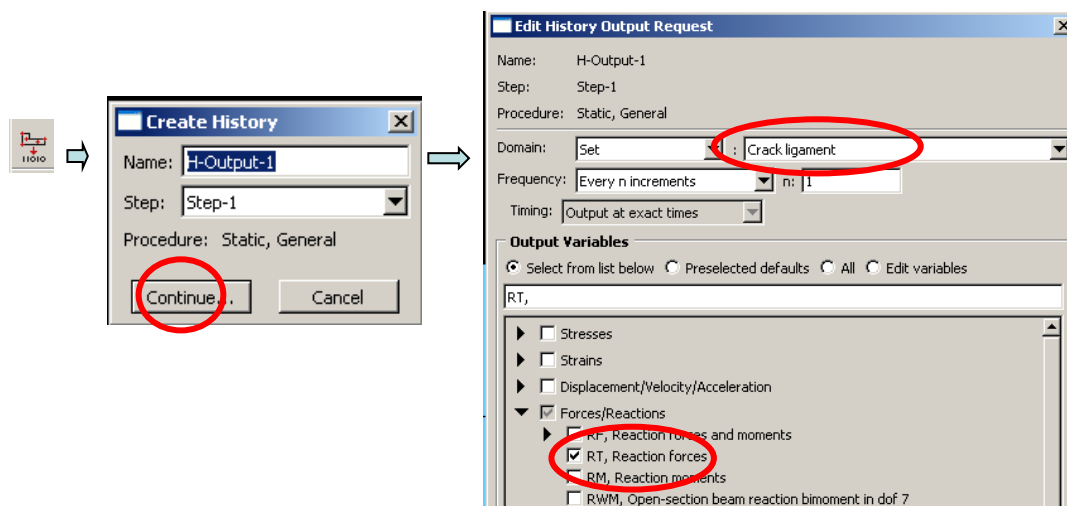 11010
Create History
Name: H-Output-1
Step: Step-1
Procedure: Static, General
Continue...
Cancel
Edit History Output Request
Name: H-Output-1
Step: Step-1
Procedure: Static, General
Domain: Set : Crack ligament
Frequency: Every n increments n: 1
Timing: Output at exact times
Output Variables
Select from list below Preselected defaults All Edit variables
RT,
Stresses
Strains
Displacement/Velocity/Acceleration
Forces/Reactions
RF, Reaction forces and moments
RT, Reaction forces
RM, Reaction moments
RWM, Open-section beam reaction bimoment in dof 7